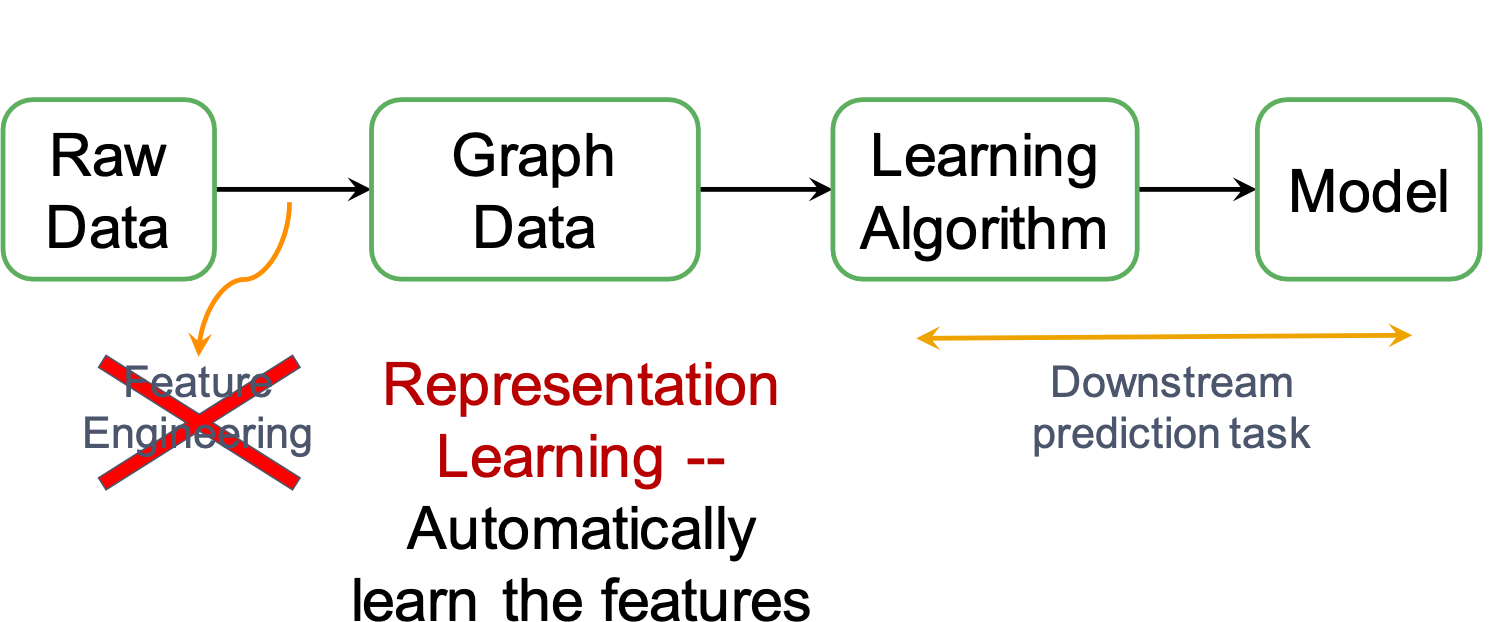 Raw
Data
Graph
Data
Learning
Algorithm
Model
Feature
Engineering
Representation
Learning --
Automatically
learn the features
Downstream
prediction task